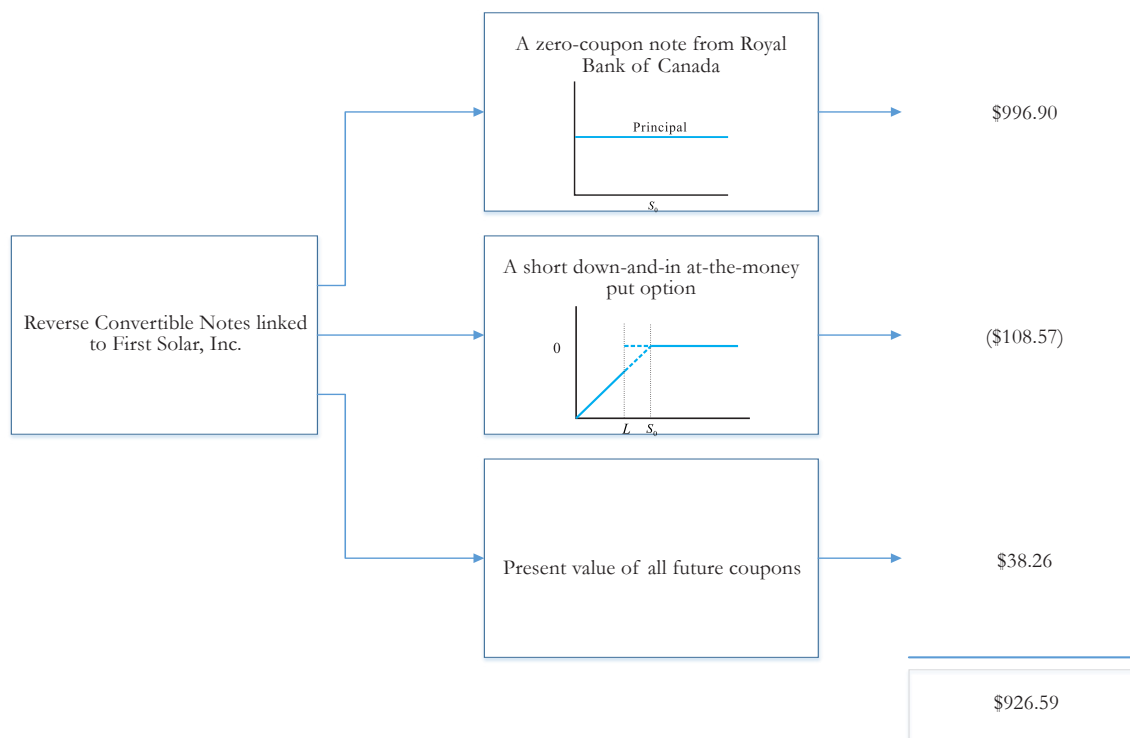 A zero-coupon note from Royal
Bank of Canada
Principal
S₀
$996.90
Reverse Convertible Notes linked
to First Solar, Inc.
A short down-and-in at-the-money
put option
0
L S₀
($108.57)
Present value of all future coupons
$38.26
$926.59